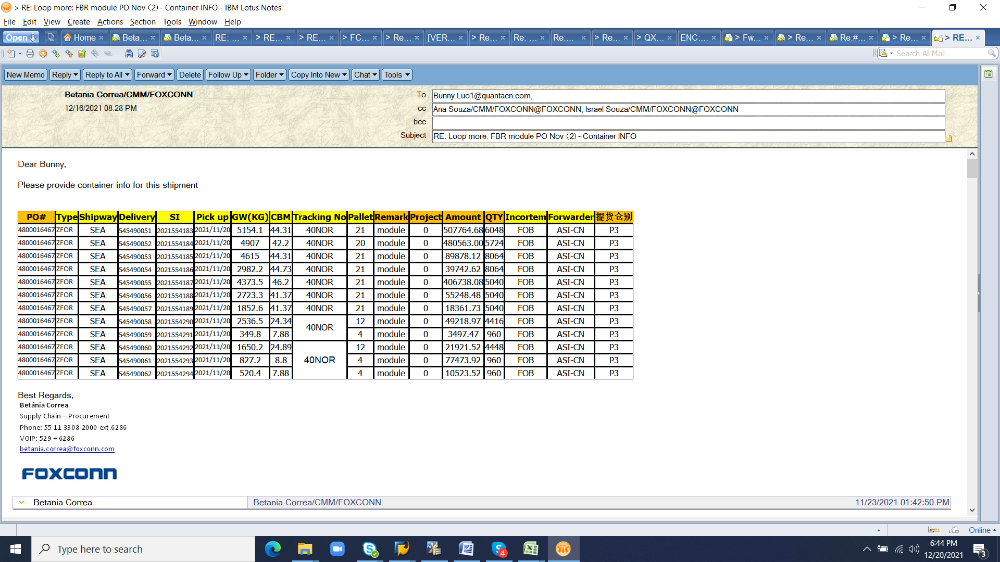 > RE: Loop more: FBR module PO Nov (2) - Container INFO - IBM Lotus Notes
File Edit View Create Actions Section Tools Window Help
Open Home Beta... Beta... RE: ... > RE... > RE... > FC... > Re... [VER... > Re... Re: ... Re:... > Re... > QX... ENC:... > Fw... > Re... Re:#... > Re... > RE...
Search All Mail
New Memo Reply Reply to All Forward Delete Follow Up Folder Copy Into New Chat Tools
Betania Correa/CMM/FOXCONN
12/16/2021 08:28 PM
To Bunny.Luo1@quantacn.com,
cc Ana Souza/CMM/FOXCONN@FOXCONN, Israel Souza/CMM/FOXCONN@FOXCONN
bcc
Subject RE: Loop more: FBR module PO Nov (2) - Container INFO
Dear Bunny,
Please provide container info for this shipment
PO# Type Shipway Delivery SI Pick up GW(KG) CBM Tracking No Pallet Remark Project Amount QTY Incortem Forwarder 提货仓别
4800016467 ZFOR SEA 545490051 2021554183 2021/11/20 5154.1 44.31 40NOR 21 module 0 507764.68 6048 FOB ASI-CN P3
4800016467 ZFOR SEA 545490052 2021554184 2021/11/20 4907 42.2 40NOR 20 module 0 480563.00 5724 FOB ASI-CN P3
4800016467 ZFOR SEA 545490053 2021554185 2021/11/20 4615 44.31 40NOR 21 module 0 89878.12 8064 FOB ASI-CN P3
4800016467 ZFOR SEA 545490054 2021554186 2021/11/20 2982.2 44.73 40NOR 21 module 0 39742.62 8064 FOB ASI-CN P3
4800016467 ZFOR SEA 545490055 2021554187 2021/11/20 4373.5 46.2 40NOR 21 module 0 406738.08 5040 FOB ASI-CN P3
4800016467 ZFOR SEA 545490056 2021554188 2021/11/20 2723.3 41.37 40NOR 21 module 0 55248.48 5040 FOB ASI-CN P3
4800016467 ZFOR SEA 545490057 2021554189 2021/11/20 1852.6 41.37 40NOR 21 module 0 18361.73 5040 FOB ASI-CN P3
4800016467 ZFOR SEA 545490058 2021554290 2021/11/20 2536.5 24.34 40NOR 12 module 0 49218.97 4416 FOB ASI-CN P3
4800016467 ZFOR SEA 545490059 2021554291 2021/11/20 349.8 7.88 4 module 0 3497.47 960 FOB ASI-CN P3
4800016467 ZFOR SEA 545490060 2021554292 2021/11/20 1650.2 24.89 40NOR 12 module 0 21921.52 4448 FOB ASI-CN P3
4800016467 ZFOR SEA 545490061 2021554293 2021/11/20 827.2 8.8 4 module 0 77473.92 960 FOB ASI-CN P3
4800016467 ZFOR SEA 545490062 2021554294 2021/11/20 520.4 7.88 4 module 0 10523.52 960 FOB ASI-CN P3
Best Regards,
Betânia Correa
Supply Chain – Procurement
Phone: 55 11 3308-2000 ext.6286
VOIP: 529 + 6286
betania.correa@foxconn.com
FOXCONN
Betania Correa Betania Correa/CMM/FOXCONN 11/23/2021 01:42:50 PM
Online
Type here to search
4
6:44 PM
12/20/2021
3